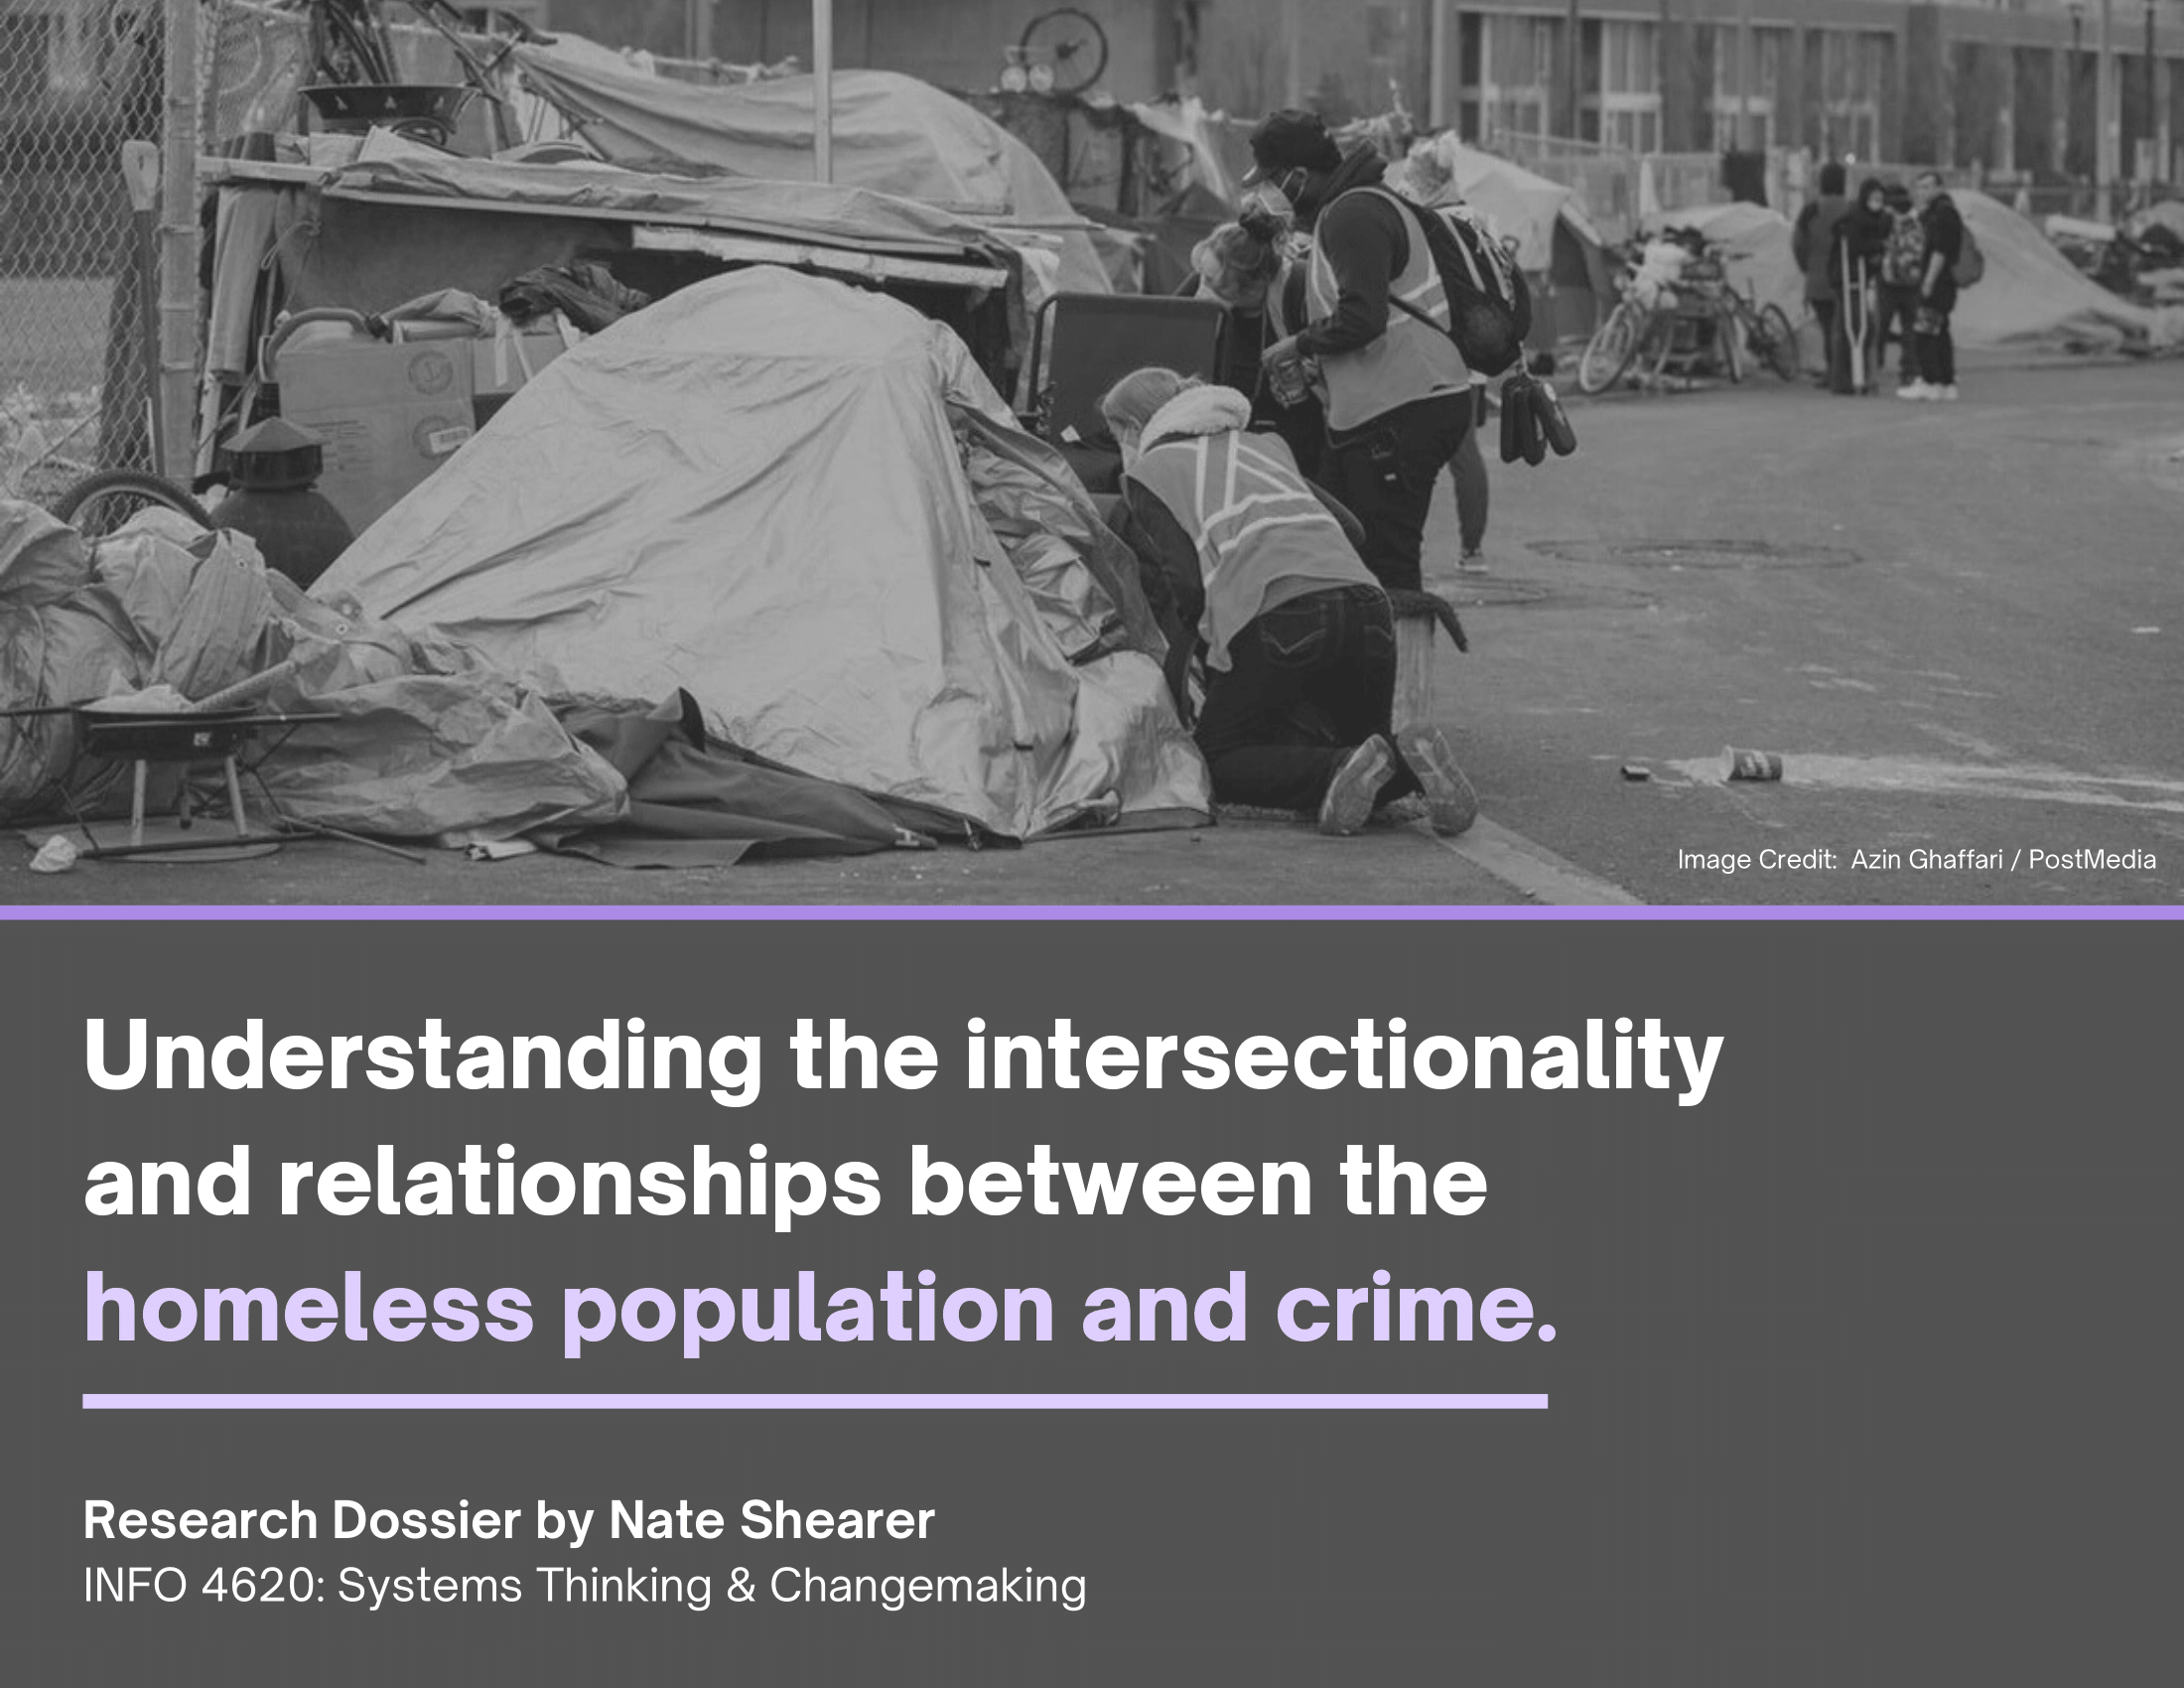 Image Credit: Azin Ghaffari / PostMedia
Understanding the intersectionality
and relationships between the
homeless population and crime.
Research Dossier by Nate Shearer
INFO 4620: Systems Thinking & Changemaking